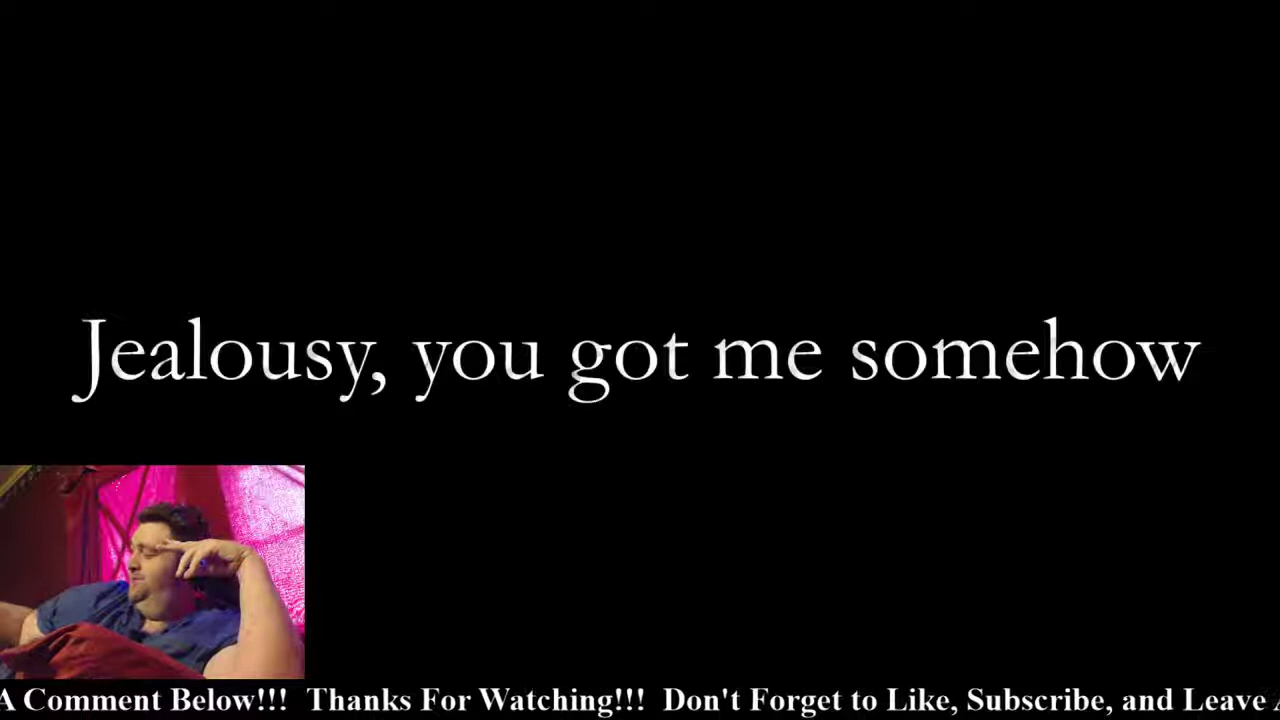 Jealousy, you got me somehow
A Comment Below!!! Thanks For Watching!!! Don't Forget to Like, Subscribe, and Leave